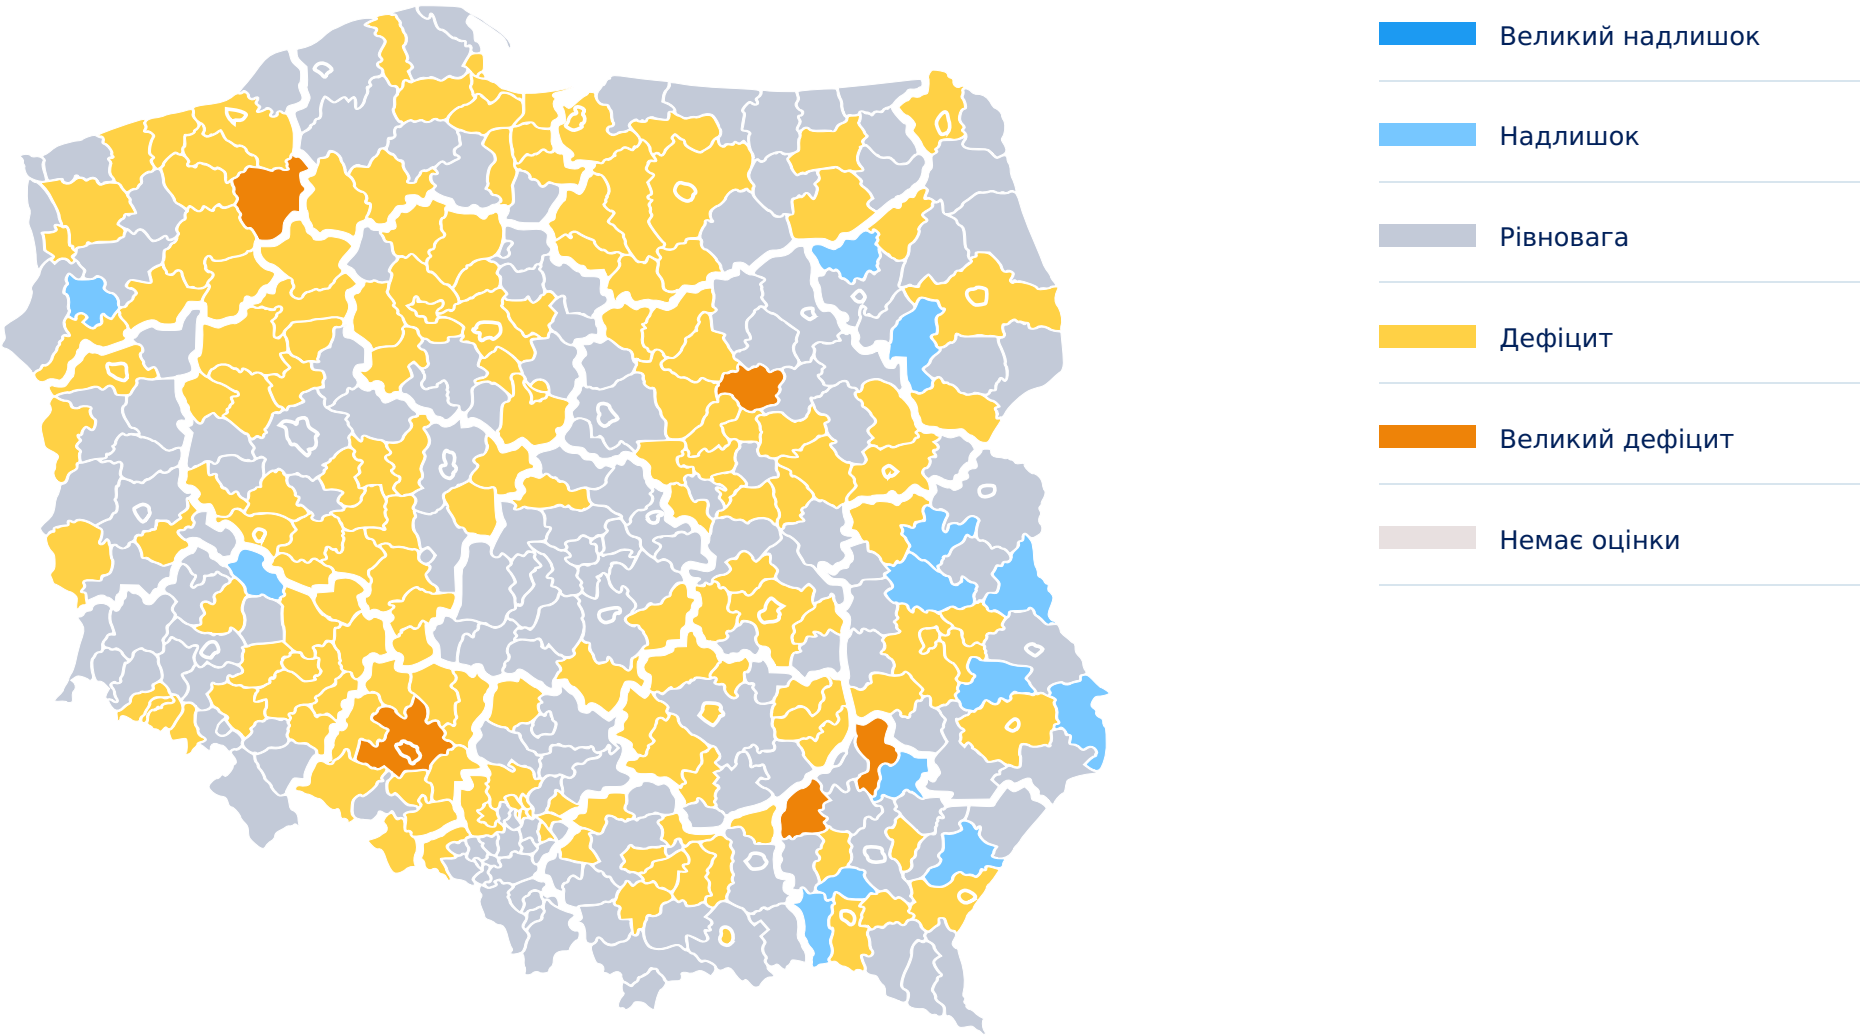 Великий надлишок
Надлишок
Рівновага
Дефіцит
Великий дефіцит
Немає оцінки